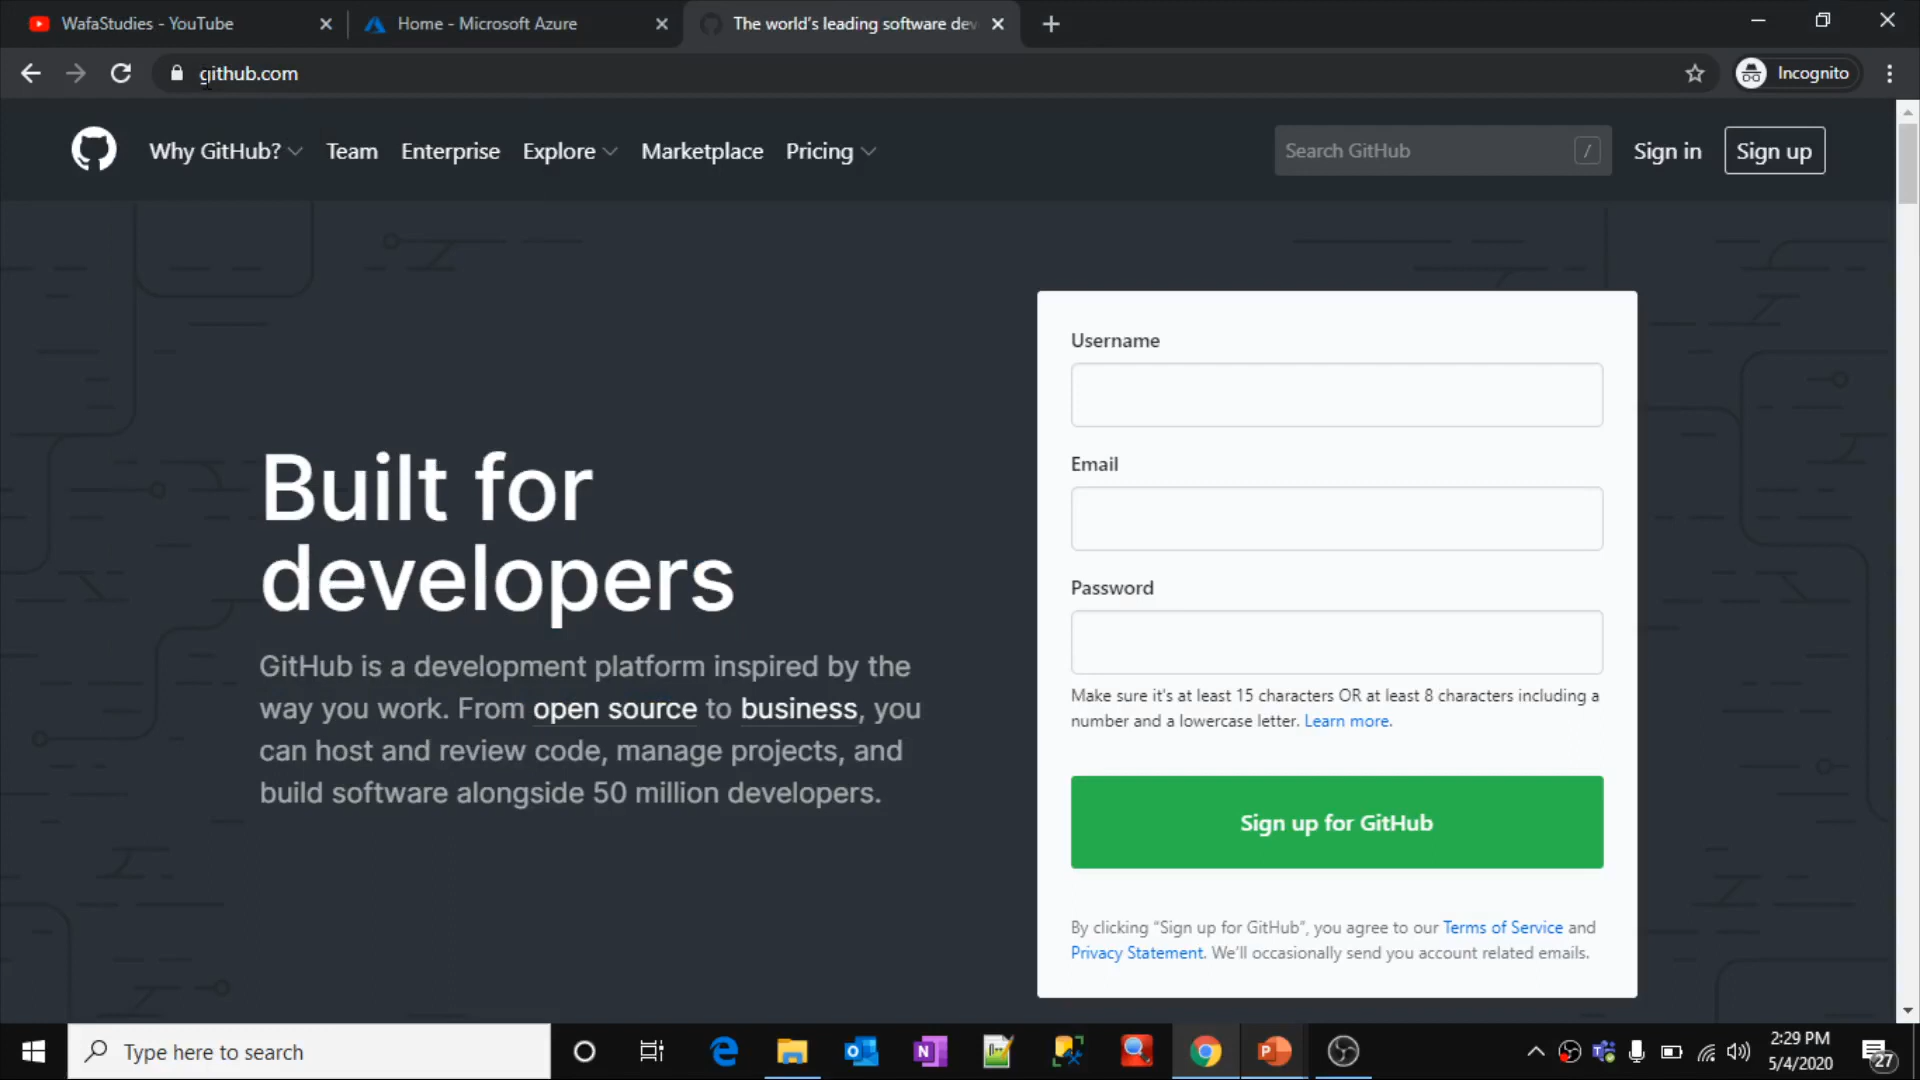 WafaStudies - YouTube
Home - Microsoft Azure
The world's leading software dev
github.com
Incognito
Why GitHub?
Team
Enterprise
Explore
Marketplace
Pricing
Search GitHub
/
Sign in
Sign up
Built for
developers
GitHub is a development platform inspired by the
way you work. From open source to business, you
can host and review code, manage projects, and
build software alongside 50 million developers.
Username
Email
Password
Make sure it's at least 15 characters OR at least 8 characters including a
number and a lowercase letter. Learn more.
Sign up for GitHub
By clicking “Sign up for GitHub”, you agree to our Terms of Service and
Privacy Statement. We'll occasionally send you account related emails.
Type here to search
2:29 PM
5/4/2020
27